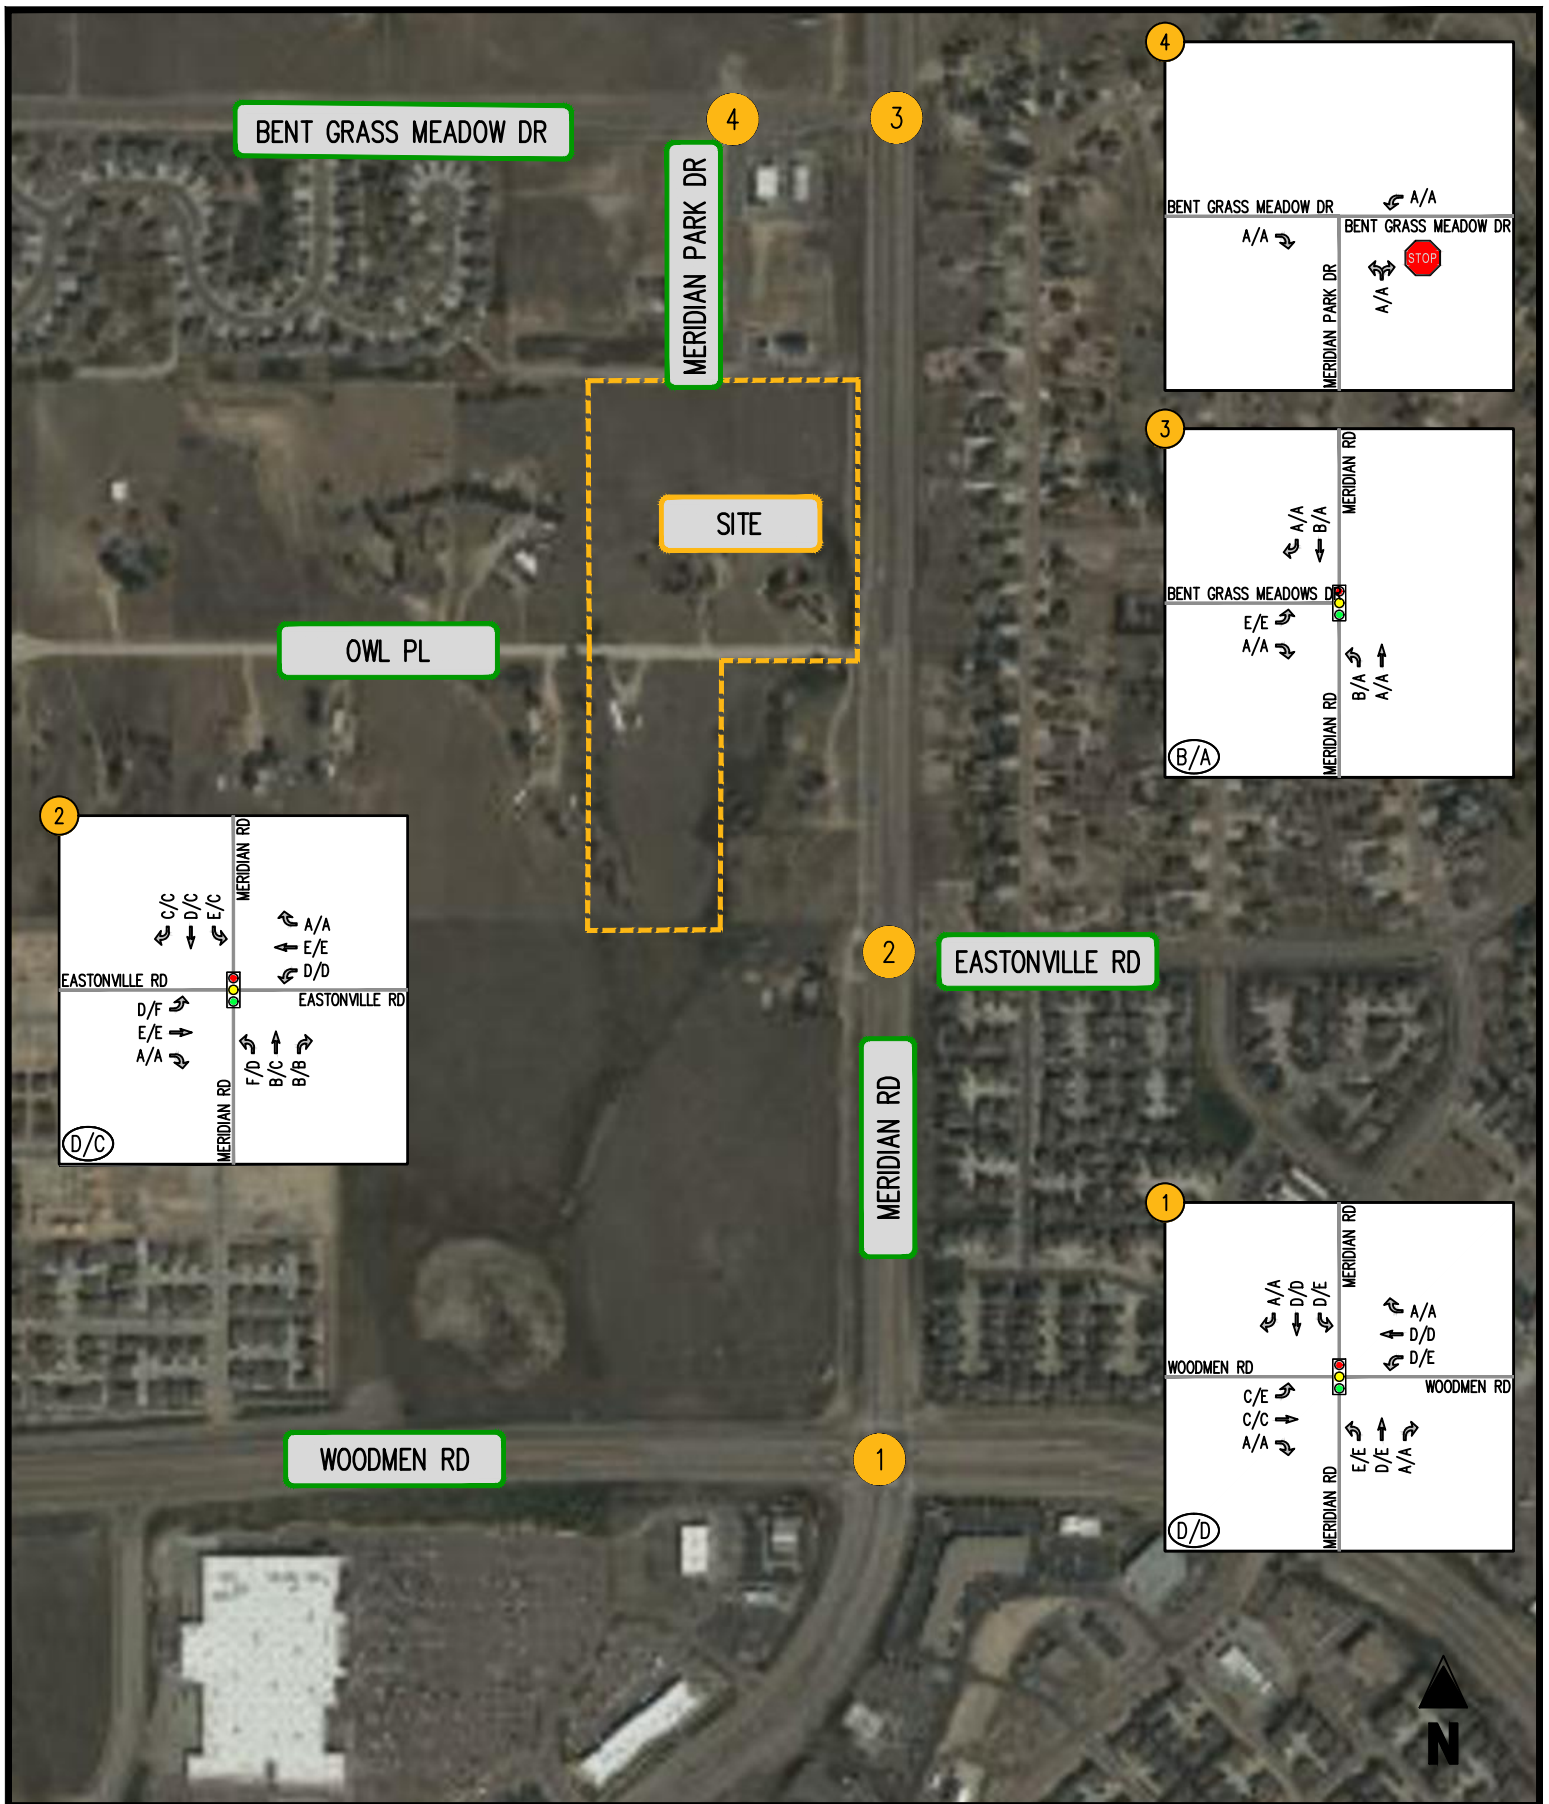 4
BENT GRASS MEADOW DR
4
3
MERIDIAN PARK DR
A/A
BENT GRASS MEADOW DR
BENT GRASS MEADOW DR
A/A
STOP
A/A
MERIDIAN PARK DR
3
MERIDIAN RD
A/A
B/A
SITE
BENT GRASS MEADOWS DR
E/E
A/A
B/A
A/A
MERIDIAN RD
B/A
OWL PL
2
MERIDIAN RD
C/C
D/C
E/C
A/A
E/E
D/D
EASTONVILLE RD
EASTONVILLE RD
D/F
E/E
A/A
F/D
B/C
B/B
MERIDIAN RD
D/C
2
EASTONVILLE RD
MERIDIAN RD
1
MERIDIAN RD
A/A
D/D
D/E
A/A
D/D
D/E
WOODMEN RD
WOODMEN RD
C/E
C/C
A/A
E/E
D/E
A/A
MERIDIAN RD
D/D
WOODMEN RD
1
N